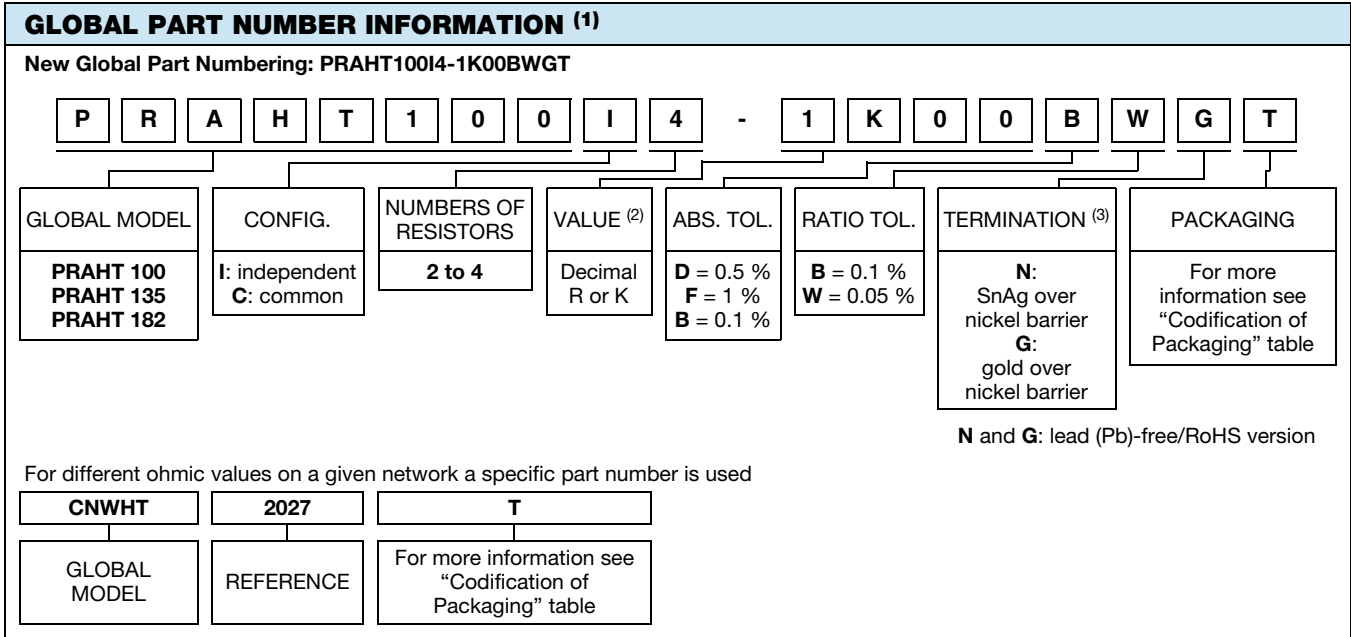 GLOBAL PART NUMBER INFORMATION (1)
New Global Part Numbering: PRAHT100I4-1K00BWGT
P R A H T 1 0 0 I 4 - 1 K 0 0 B W G T
GLOBAL MODEL
PRAHT 100
PRAHT 135
PRAHT 182
CONFIG.
I: independent
C: common
NUMBERS OF
RESISTORS
2 to 4
VALUE (2)
Decimal
R or K
ABS. TOL.
D = 0.5 %
F = 1 %
B = 0.1 %
RATIO TOL.
B = 0.1 %
W = 0.05 %
TERMINATION (3)
N:
SnAg over
nickel barrier
G:
gold over
nickel barrier
PACKAGING
For more
information see
“Codification of
Packaging” table
N and G: lead (Pb)-free/RoHS version
For different ohmic values on a given network a specific part number is used
CNWHT
GLOBAL
MODEL
2027
REFERENCE
T
For more information see
“Codification of
Packaging” table